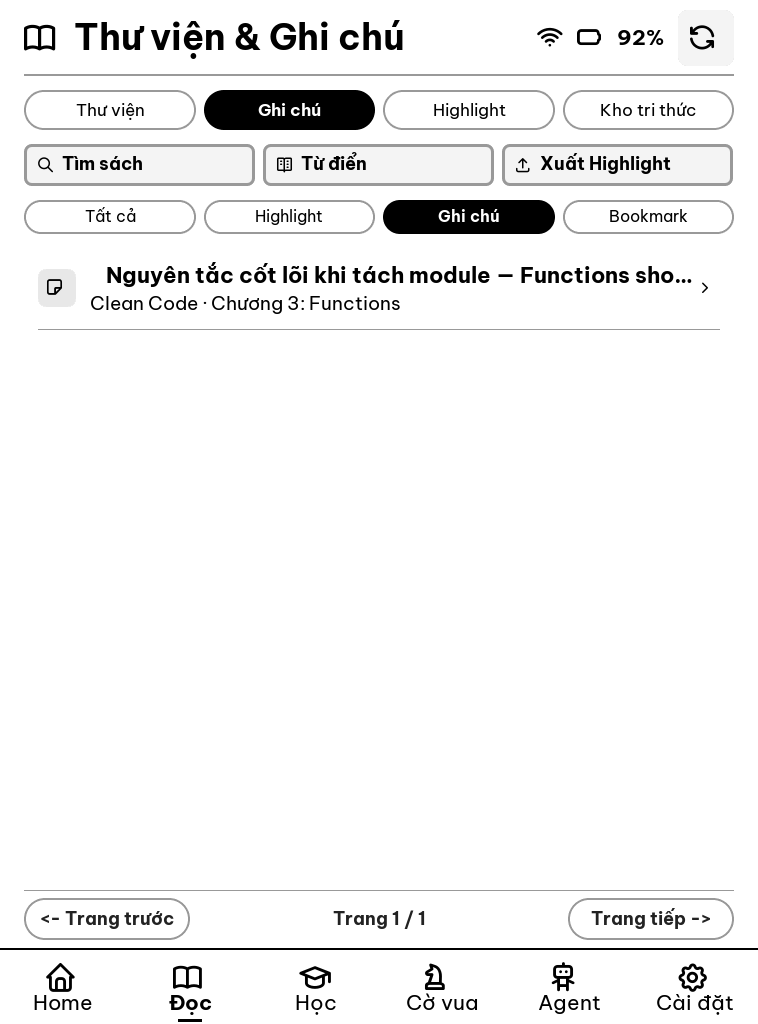 Thư viện & Ghi chú
92%
Thư viện
Ghi chú
Highlight
Kho tri thức
Tìm sách
Từ điển
Xuất Highlight
Tất cả
Highlight
Ghi chú
Bookmark
Nguyên tắc cốt lõi khi tách module — Functions sho...
Clean Code · Chương 3: Functions
<- Trang trước
Trang 1 / 1
Trang tiếp ->
Home
Đọc
Học
Cờ vua
Agent
Cài đặt